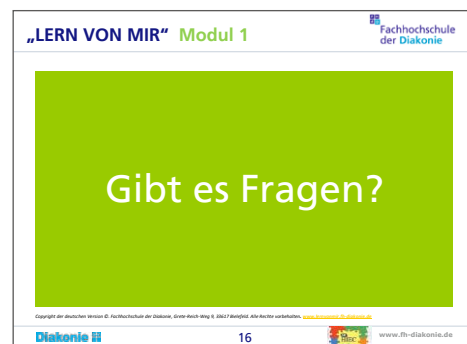 „LERN VON MIR“ Modul 1
Fachhochschule
der Diakonie
Gibt es Fragen?
Copyright der deutschen Version ©. Fachhochschule der Diakonie, Grete-Reich-Weg 9, 33617 Bielefeld. Alle Rechte vorbehalten.
Diakonie
16
www.fh-diakonie.de